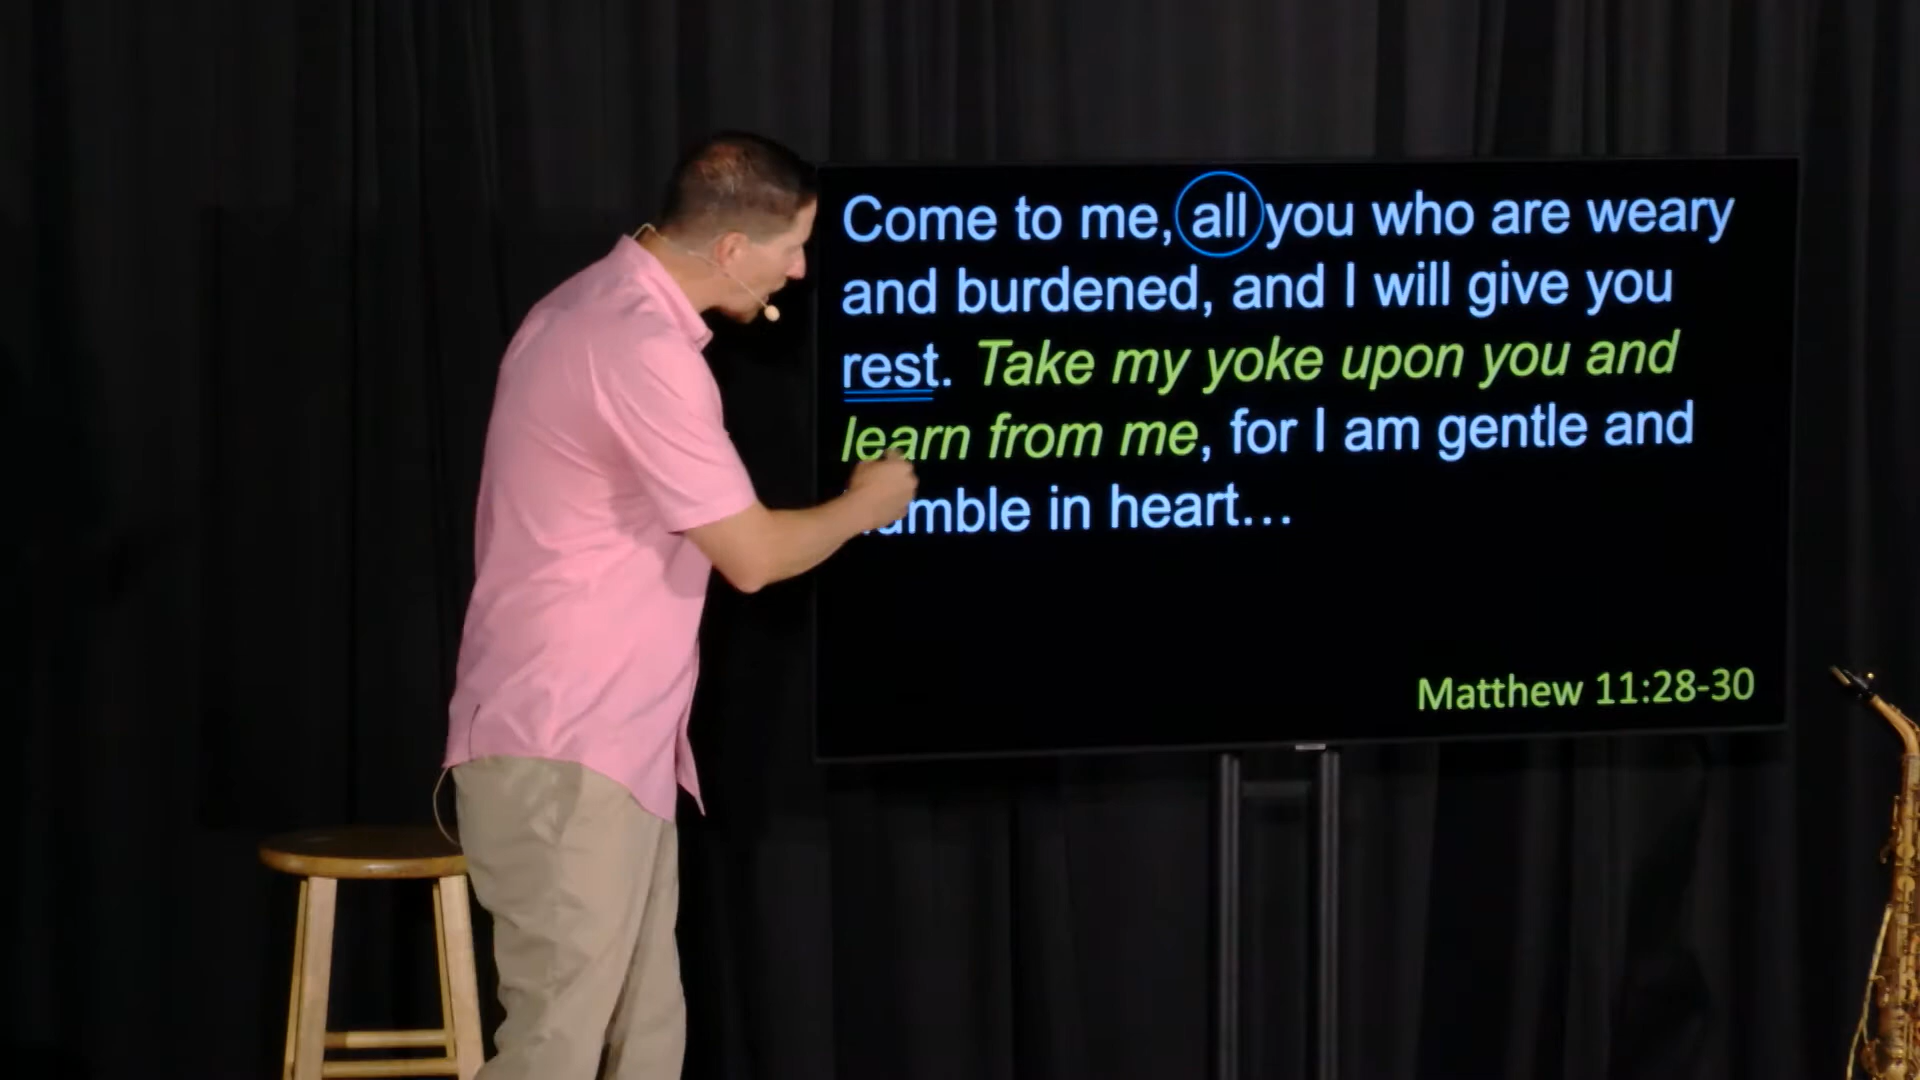 Come to me, all you who are weary
and burdened, and I will give you
rest. Take my yoke upon you and
learn from me, for I am gentle and
in heart...
Matthew 11:28-30